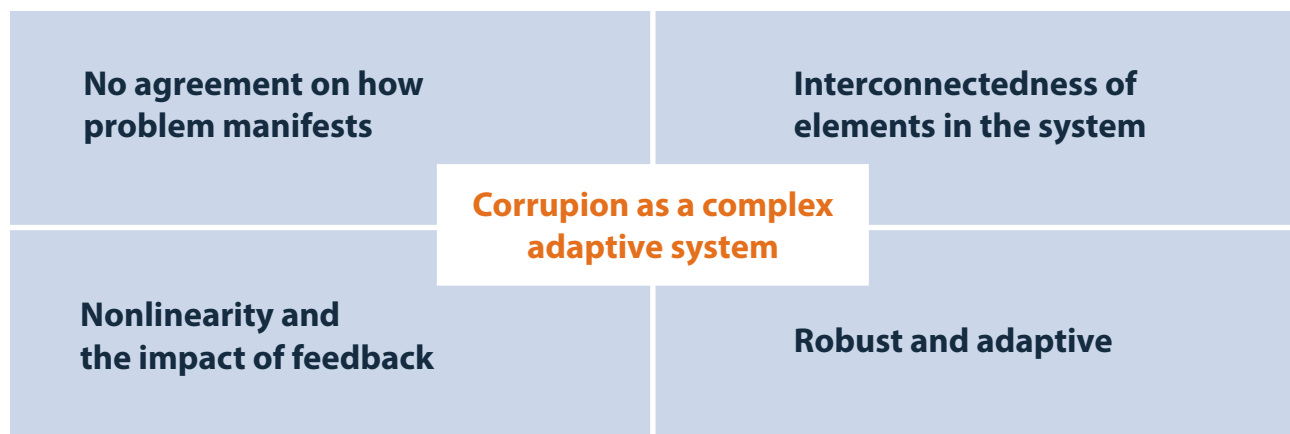 No agreement on how
problem manifests
Interconnectedness of
elements in the system
Corrupion as a complex
adaptive system
Nonlinearity and
the impact of feedback
Robust and adaptive